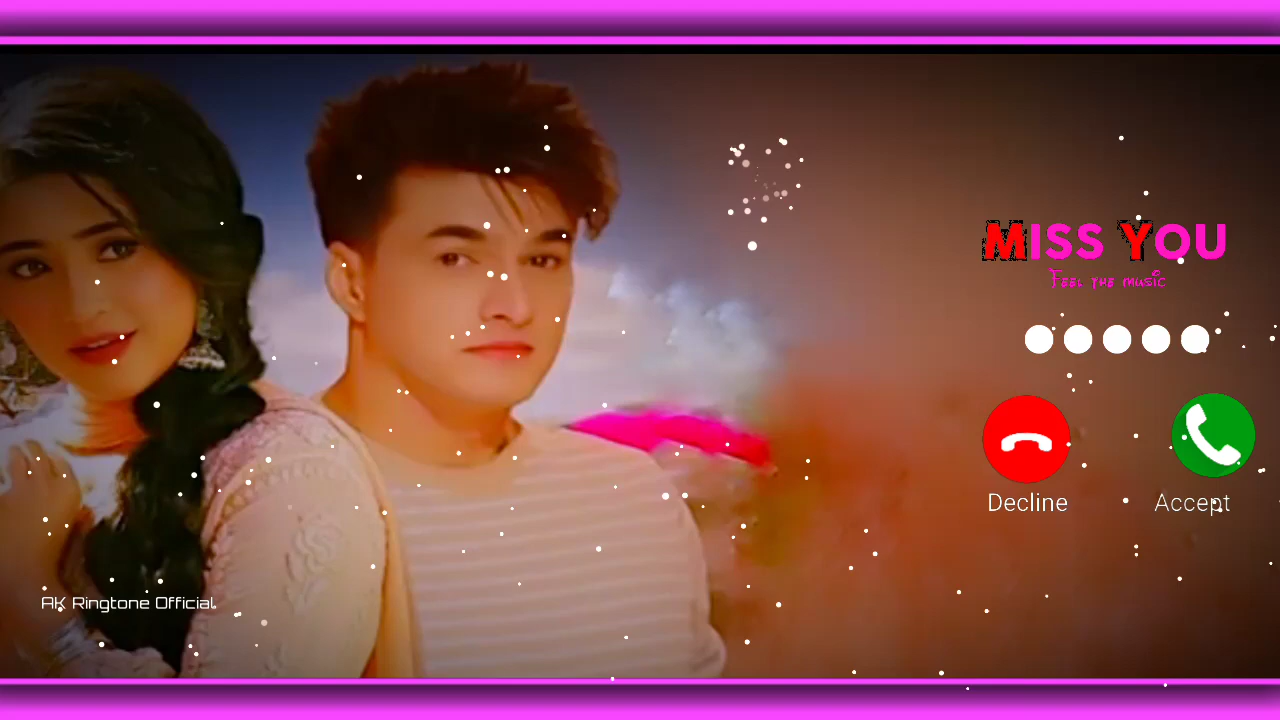 MISS YOU
FEEL THE MUSIC
Decline
Accept
AK Ringtone Official